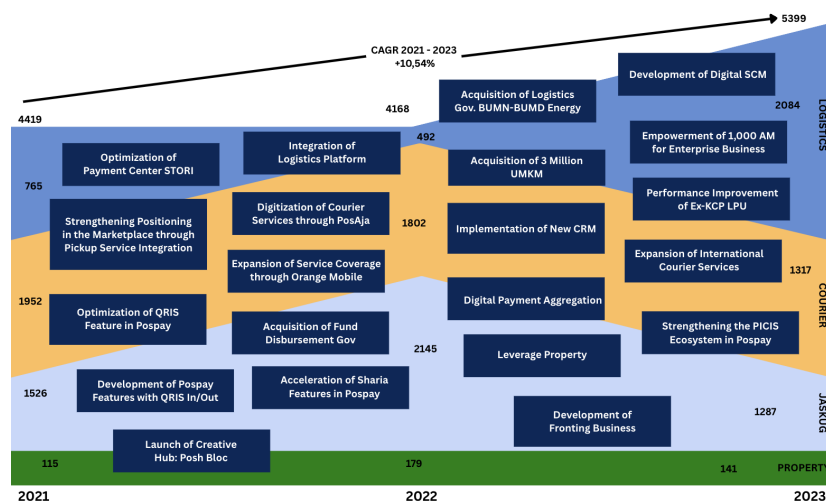 5399
CAGR 2021 - 2023
+10,54%
Development of Digital SCM
4419
4168
Acquisition of Logistics
Gov. BUMN-BUMD Energy
2084
LOGISTICS
492
Optimization of
Payment Center STORI
Integration of
Logistics Platform
Empowerment of 1,000 AM
for Enterprise Business
765
Acquisition of 3 Million
UMKM
Performance Improvement
of Ex-KCP LPU
Strengthening Positioning
in the Marketplace through
Pickup Service Integration
Digitization of Courier
Services through PosAja
1802
Implementation of New CRM
Expansion of Service Coverage
through Orange Mobile
Expansion of International
Courier Services
1317
COURIER
1952
Optimization of QRIS
Feature in Pospay
Digital Payment Aggregation
Acquisition of Fund
Disbursement Gov
Strengthening the PICIS
Ecosystem in Pospay
2145
Leverage Property
1526
Development of Pospay
Features with QRIS In/Out
Acceleration of Sharia
Features in Pospay
1287
JASKUG
Development of
Fronting Business
Launch of Creative
Hub: Posh Bloc
115
179
141
PROPERTY
2021
2022
2023